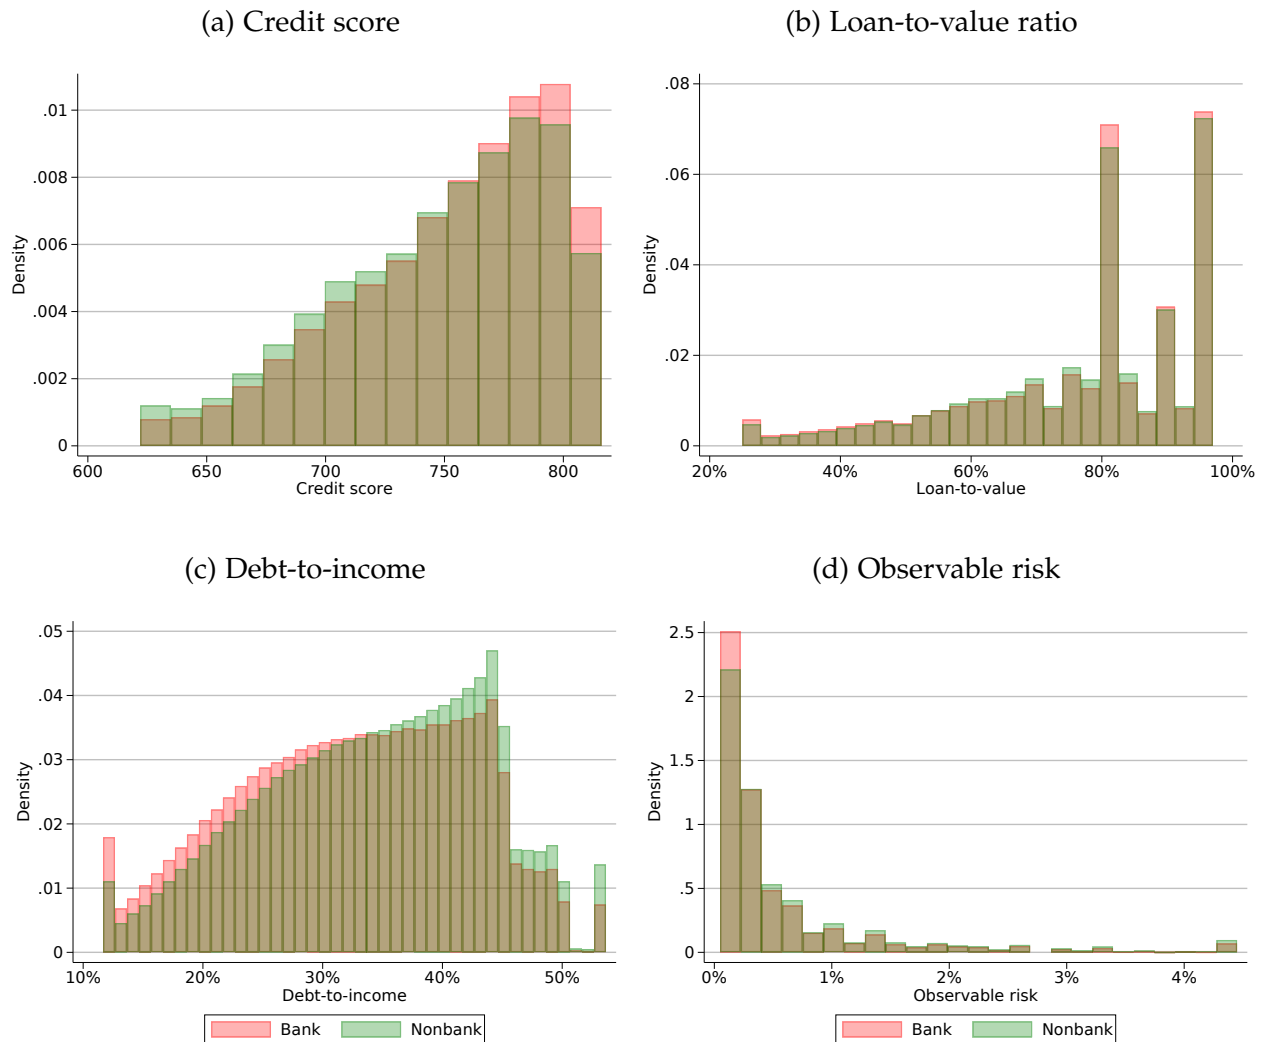 (a) Credit score
.01
.008
.006
.004
.002
0
Density
600 650 700 750 800
Credit score
(b) Loan-to-value ratio
.08
.06
.04
.02
0
Density
20% 40% 60% 80% 100%
Loan-to-value
(c) Debt-to-income
.05
.04
.03
.02
.01
0
Density
10% 20% 30% 40% 50%
Debt-to-income
Bank Nonbank
(d) Observable risk
2.5
2
1.5
1
.5
0
Density
0% 1% 2% 3% 4%
Observable risk
Bank Nonbank